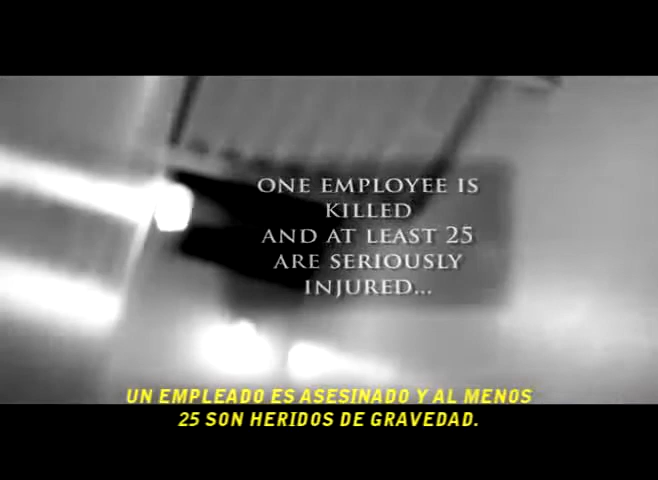 ONE EMPLOYEE IS
KILLED
AND AT LEAST 25
ARE SERIOUSLY
INJURED...
UN EMPLEADO ES ASESINADO Y AL MENOS
25 SON HERIDOS DE GRAVEDAD.